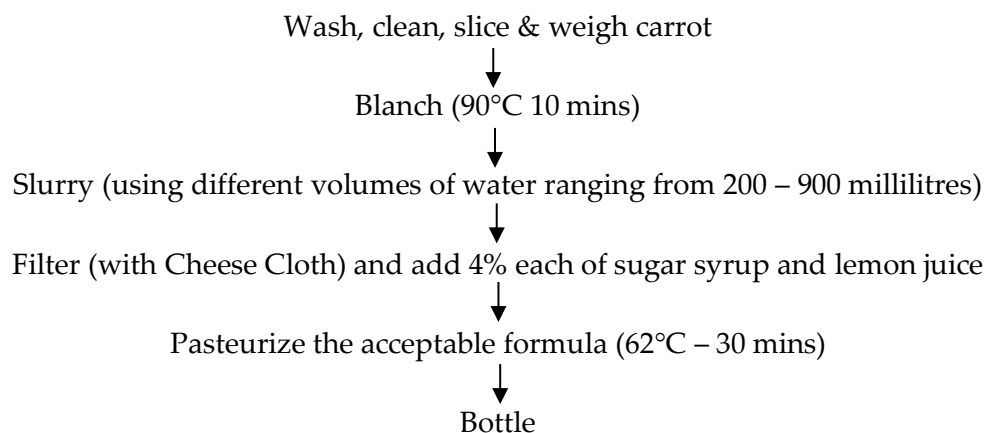 Wash, clean, slice & weigh carrot
Blanch (90°C 10 mins)
Slurry (using different volumes of water ranging from 200 – 900 millilitres)
Filter (with Cheese Cloth) and add 4% each of sugar syrup and lemon juice
Pasteurize the acceptable formula (62°C – 30 mins)
Bottle